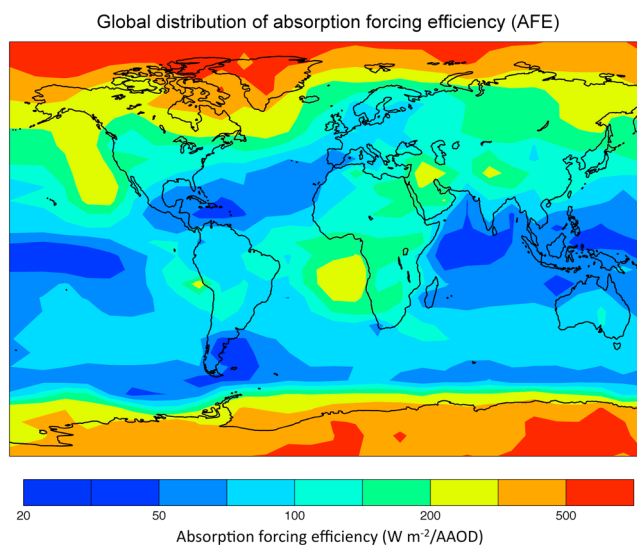 Global distribution of absorption forcing efficiency (AFE)
20 50 100 200 500
Absorption forcing efficiency (W m⁻²/AAOD)